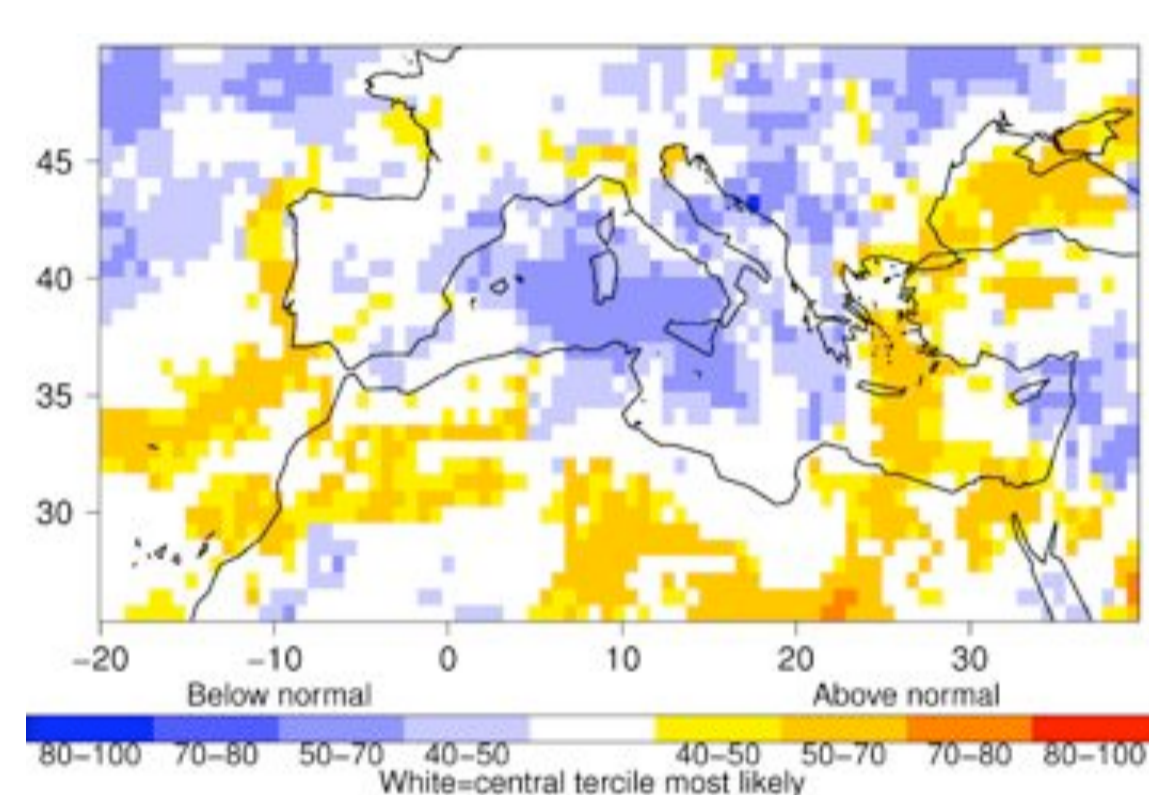 45
40
35
30
−20 −10 0 10 20 30
Below normal Above normal
80−100 70−80 50−70 40−50 40−50 50−70 70−80 80−100
White=central tercile most likely